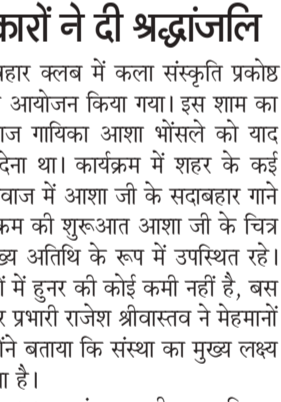 कारों ने दी श्रद्धांजलि
क्लब में कला संस्कृति प्रकोष्ठ
आयोजन किया गया। इस शाम का
गायिका आशा भोंसले को याद
देना था। कार्यक्रम में शहर के कई
में आशा जी के सदाबहार गाने
की शुरूआत आशा जी के चित्र
अतिथि के रूप में उपस्थित रहे।
में हुनर की कोई कमी नहीं है, बस
प्रभारी राजेश श्रीवास्तव ने मेहमानों
बताया कि संस्था का मुख्य लक्ष्य
है।